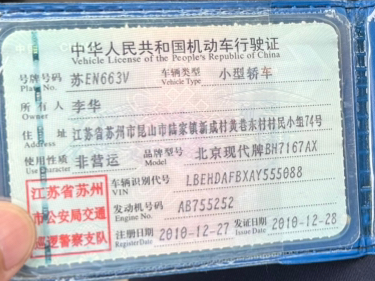 中华人民共和国机动车行驶证
Vehicle License of the People's Republic of China
号牌号码 苏EN663V 车辆类型 小型轿车
Plate No. Vehicle Type
所有人 李华
Owner
住址 江苏省苏州市昆山市陆家镇新成村黄巷东村村民小组74号
Address
使用性质 非营运 品牌型号 北京现代牌BH7167AX
Use Character Model
江苏省苏州
市公安局交通
巡逻警察支队
车辆识别代号 LBEHDAFBXAY555088
VIN
发动机号码 AB755252
Engine No.
注册日期 2010-12-27 发证日期 2010-12-28
Register Date Issue Date